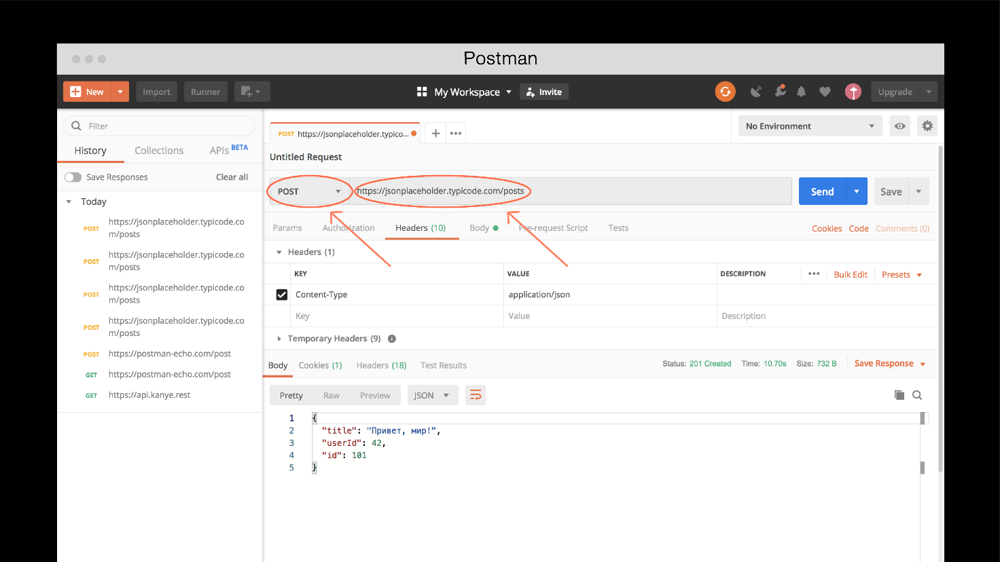 Postman
New
Import
Runner
My Workspace
Invite
Upgrade
Filter
History
Collections
APIs BETA
Save Responses
Clear all
Today
POST https://jsonplaceholder.typicode.co
m/posts
POST https://jsonplaceholder.typicode.co
m/posts
POST https://jsonplaceholder.typicode.co
m/posts
POST https://jsonplaceholder.typicode.co
m/posts
POST https://postman-echo.com/post
GET https://postman-echo.com/post
GET https://api.kanye.rest
POST https://jsonplaceholder.typico...
No Environment
Untitled Request
POST https://jsonplaceholder.typicode.com/posts
Send
Save
Params Authorization Headers (10) Body Pre-request Script Tests
Cookies Code Comments (0)
Headers (1)
KEY VALUE DESCRIPTION
Bulk Edit Presets
Content-Type application/json
Key Value Description
Temporary Headers (9)
Body Cookies (1) Headers (18) Test Results
Status: 201 Created Time: 10.70s Size: 732 B
Save Response
Pretty Raw Preview JSON
1 {
2 "title": "Привет, мир!",
3 "userId": 42,
4 "id": 101
5 }